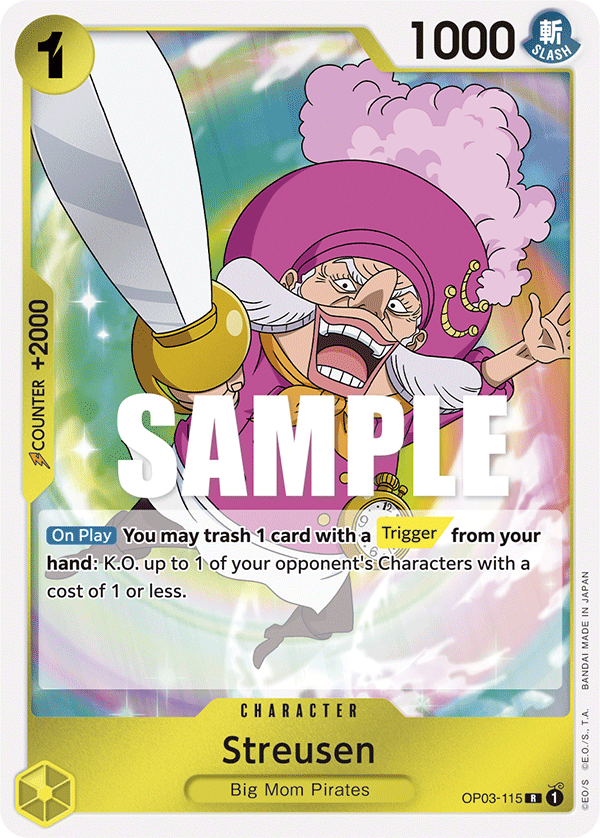 1
1000
斬
SLASH
COUNTER +2000
12
SAMPLE
On Play You may trash 1 card with a Trigger from your
hand: K.O. up to 1 of your opponent's Characters with a
cost of 1 or less.
CHARACTER
Streusen
Big Mom Pirates
OP03-115 R 1
©EO/S ©E.O./S., T.A. BANDAI MADE IN JAPAN